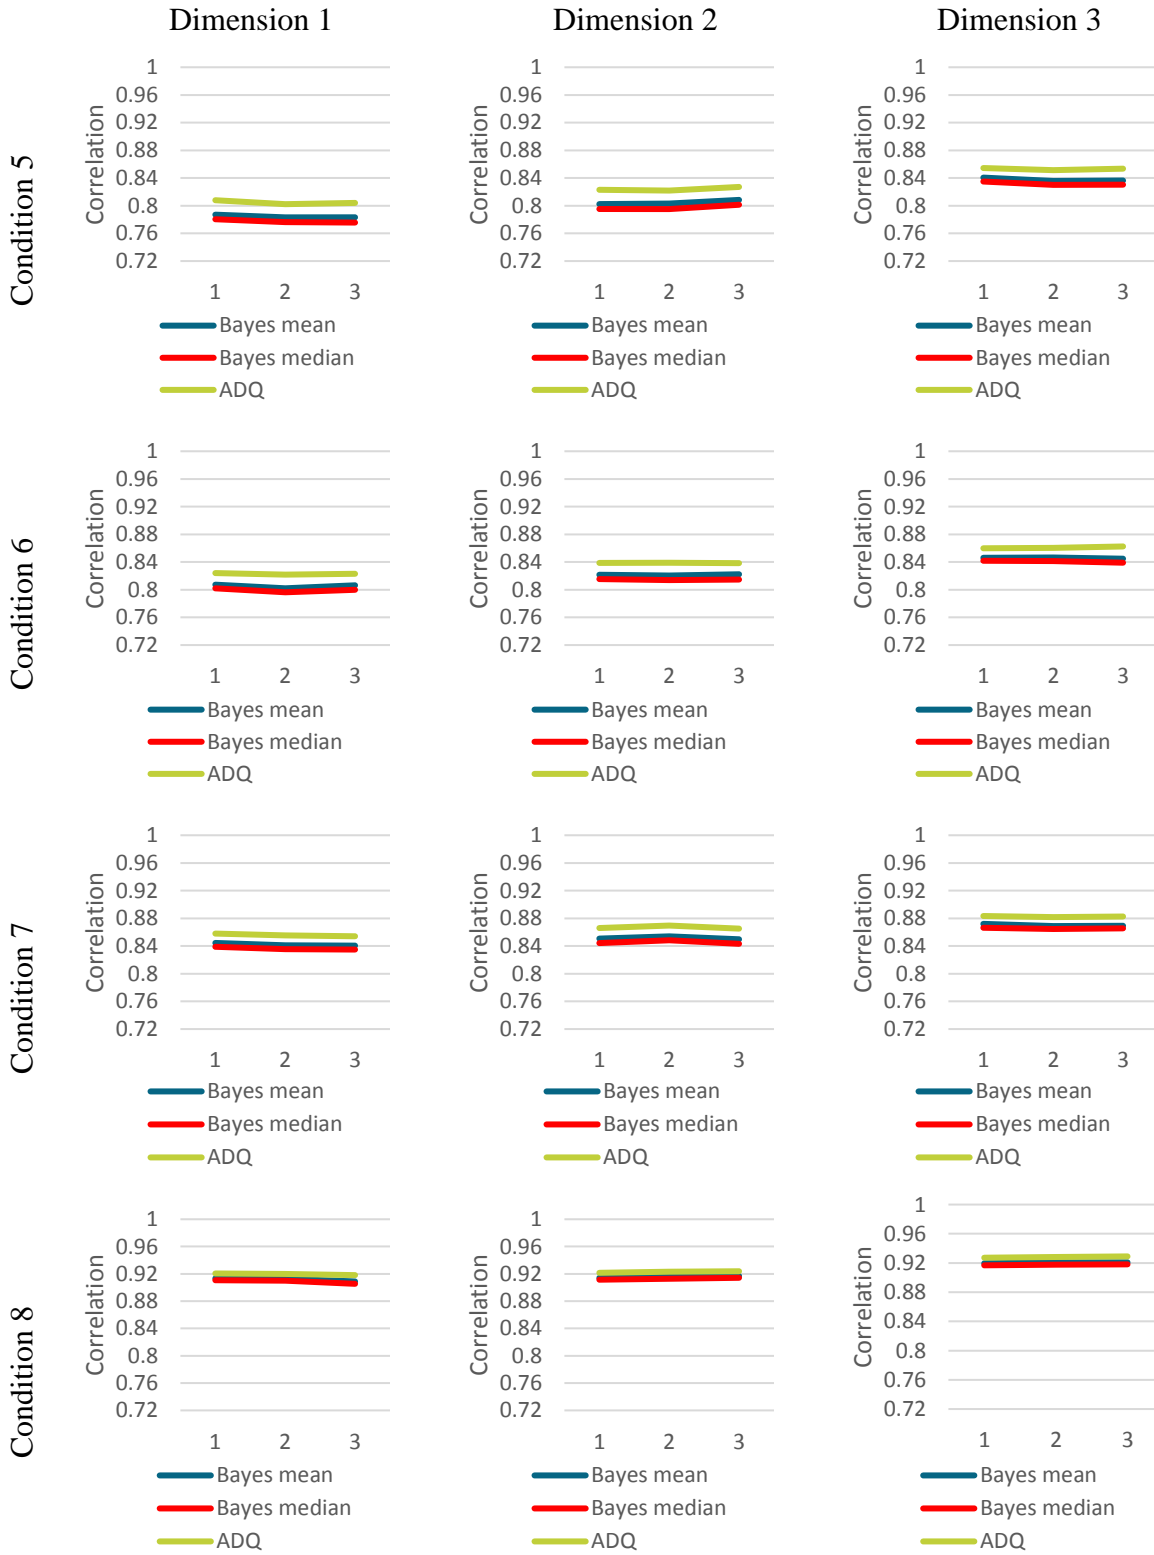 Dimension 1
Dimension 2
Dimension 3
Condition 5
Correlation
1
0.96
0.92
0.88
0.84
0.8
0.76
0.72
1 2 3
Bayes mean
Bayes median
ADQ
Correlation
1
0.96
0.92
0.88
0.84
0.8
0.76
0.72
1 2 3
Bayes mean
Bayes median
ADQ
Correlation
1
0.96
0.92
0.88
0.84
0.8
0.76
0.72
1 2 3
Bayes mean
Bayes median
ADQ
Condition 6
Correlation
1
0.96
0.92
0.88
0.84
0.8
0.76
0.72
1 2 3
Bayes mean
Bayes median
ADQ
Correlation
1
0.96
0.92
0.88
0.84
0.8
0.76
0.72
1 2 3
Bayes mean
Bayes median
ADQ
Correlation
1
0.96
0.92
0.88
0.84
0.8
0.76
0.72
1 2 3
Bayes mean
Bayes median
ADQ
Condition 7
Correlation
1
0.96
0.92
0.88
0.84
0.8
0.76
0.72
1 2 3
Bayes mean
Bayes median
ADQ
Correlation
1
0.96
0.92
0.88
0.84
0.8
0.76
0.72
1 2 3
Bayes mean
Bayes median
ADQ
Correlation
1
0.96
0.92
0.88
0.84
0.8
0.76
0.72
1 2 3
Bayes mean
Bayes median
ADQ
Condition 8
Correlation
1
0.96
0.92
0.88
0.84
0.8
0.76
0.72
1 2 3
Bayes mean
Bayes median
ADQ
Correlation
1
0.96
0.92
0.88
0.84
0.8
0.76
0.72
1 2 3
Bayes mean
Bayes median
ADQ
Correlation
1
0.96
0.92
0.88
0.84
0.8
0.76
0.72
1 2 3
Bayes mean
Bayes median
ADQ